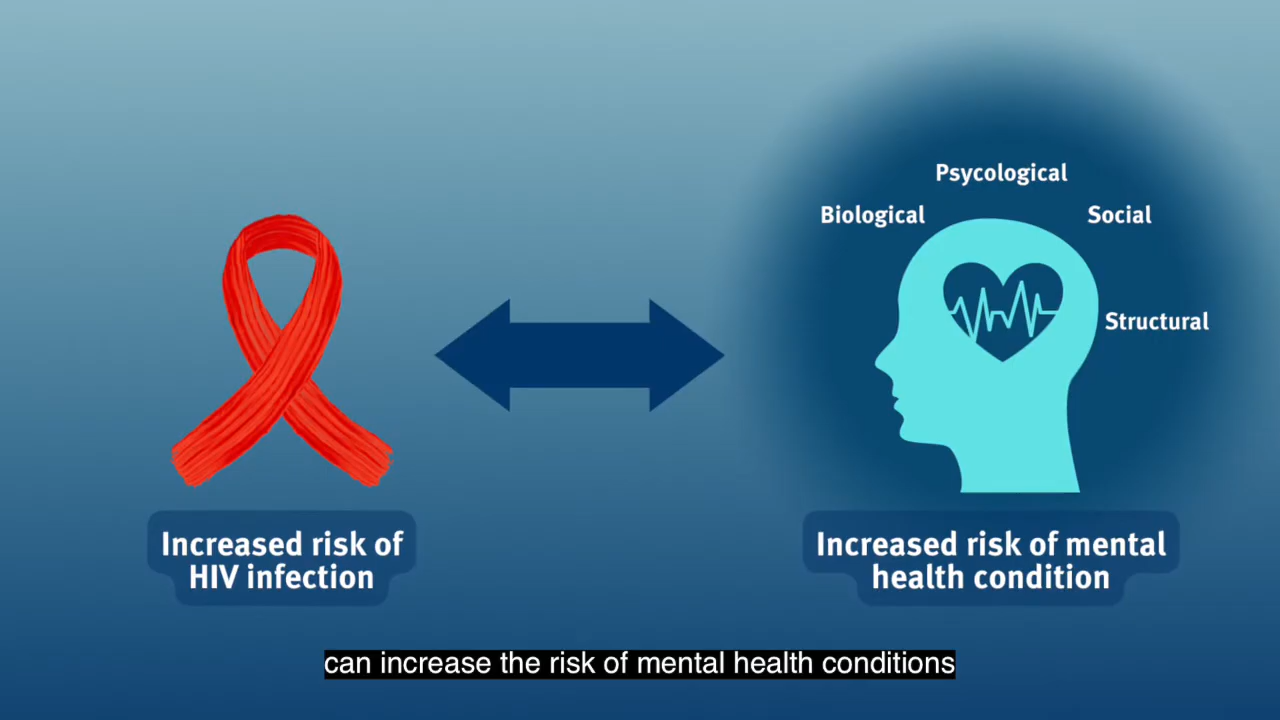 Psycological
Biological
Social
Structural
Increased risk of
HIV infection
Increased risk of mental
health condition
can increase the risk of mental health conditions